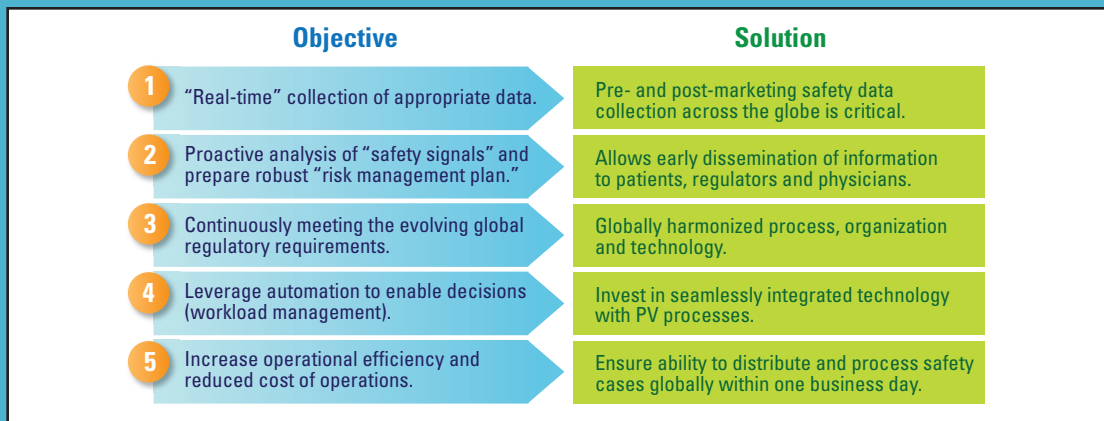 Objective
Solution
1
“Real-time” collection of appropriate data.
Pre- and post-marketing safety data
collection across the globe is critical.
2
Proactive analysis of “safety signals” and
prepare robust “risk management plan.”
Allows early dissemination of information
to patients, regulators and physicians.
3
Continuously meeting the evolving global
regulatory requirements.
Globally harmonized process, organization
and technology.
4
Leverage automation to enable decisions
(workload management).
Invest in seamlessly integrated technology
with PV processes.
5
Increase operational efficiency and
reduced cost of operations.
Ensure ability to distribute and process safety
cases globally within one business day.